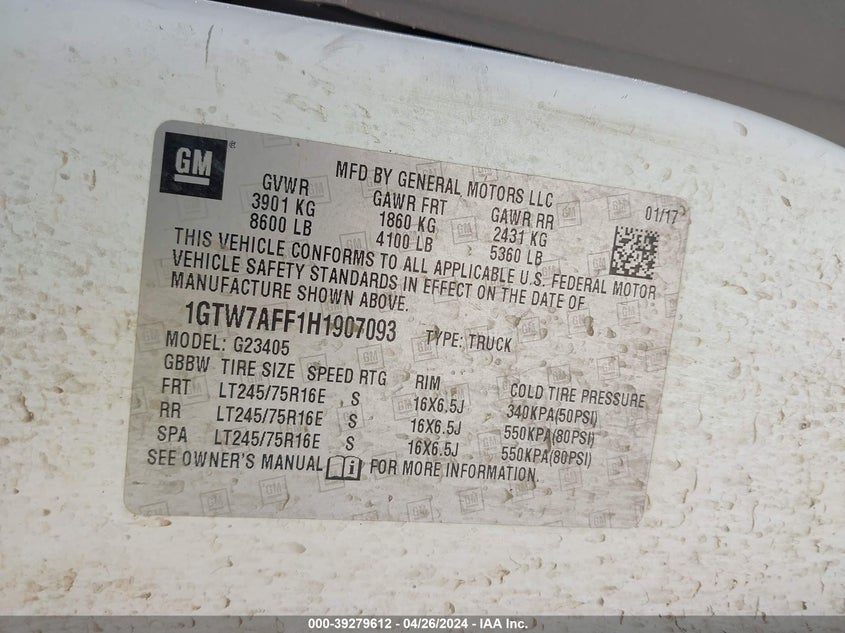 GM
MFD BY GENERAL MOTORS LLC
01/17
GVWR GAWR FRT GAWR RR
3901 KG 1860 KG 2431 KG
8600 LB 4100 LB 5360 LB
THIS VEHICLE CONFORMS TO ALL APPLICABLE U.S. FEDERAL MOTOR
VEHICLE SAFETY STANDARDS IN EFFECT ON THE DATE OF
MANUFACTURE SHOWN ABOVE.
1GTW7AFF1H1907093 TYPE: TRUCK
MODEL: G23405
GBBW TIRE SIZE SPEED RTG RIM COLD TIRE PRESSURE
FRT LT245/75R16E S 16X6.5J 340KPA(50PSI)
RR LT245/75R16E S 16X6.5J 550KPA(80PSI)
SPA LT245/75R16E S 16X6.5J 550KPA(80PSI)
SEE OWNER'S MANUAL i FOR MORE INFORMATION.
000-39279612 - 04/26/2024 - IAA Inc.